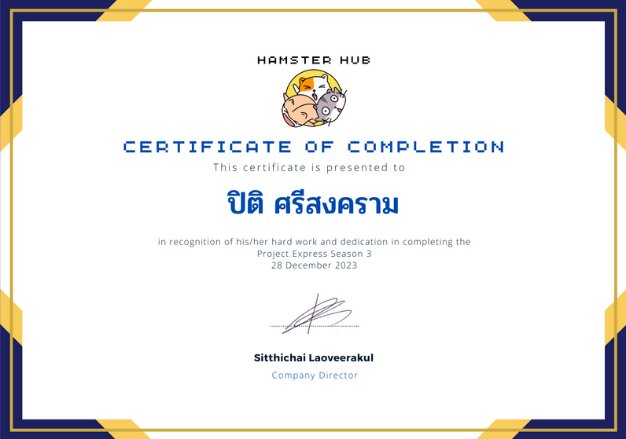 HAMSTER HUB
CERTIFICATE OF COMPLETION
This certificate is presented to
ปิติ ศรีสงคราม
in recognition of his/her hard work and dedication in completing the
Project Express Season 3
28 December 2023
Sitthichai Laoveerakul
Company Director